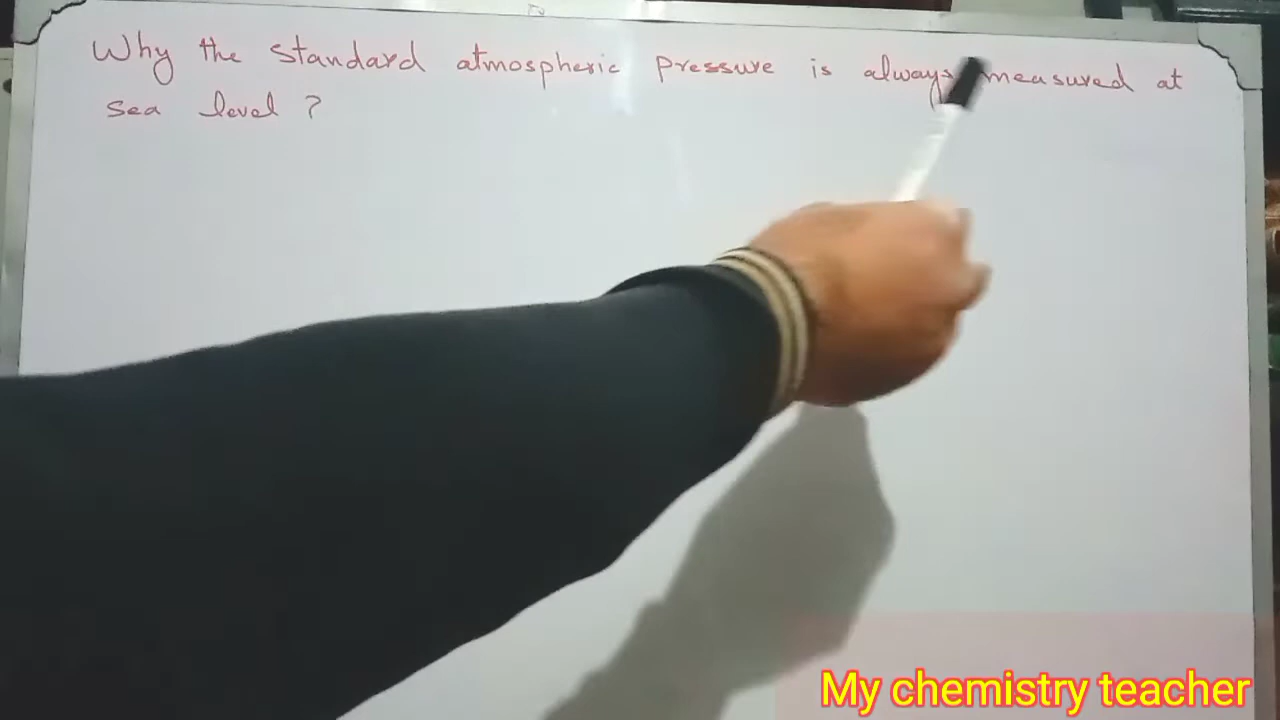 Why the standard atmospheric pressure is always measured at
sea level ?
My chemistry teacher